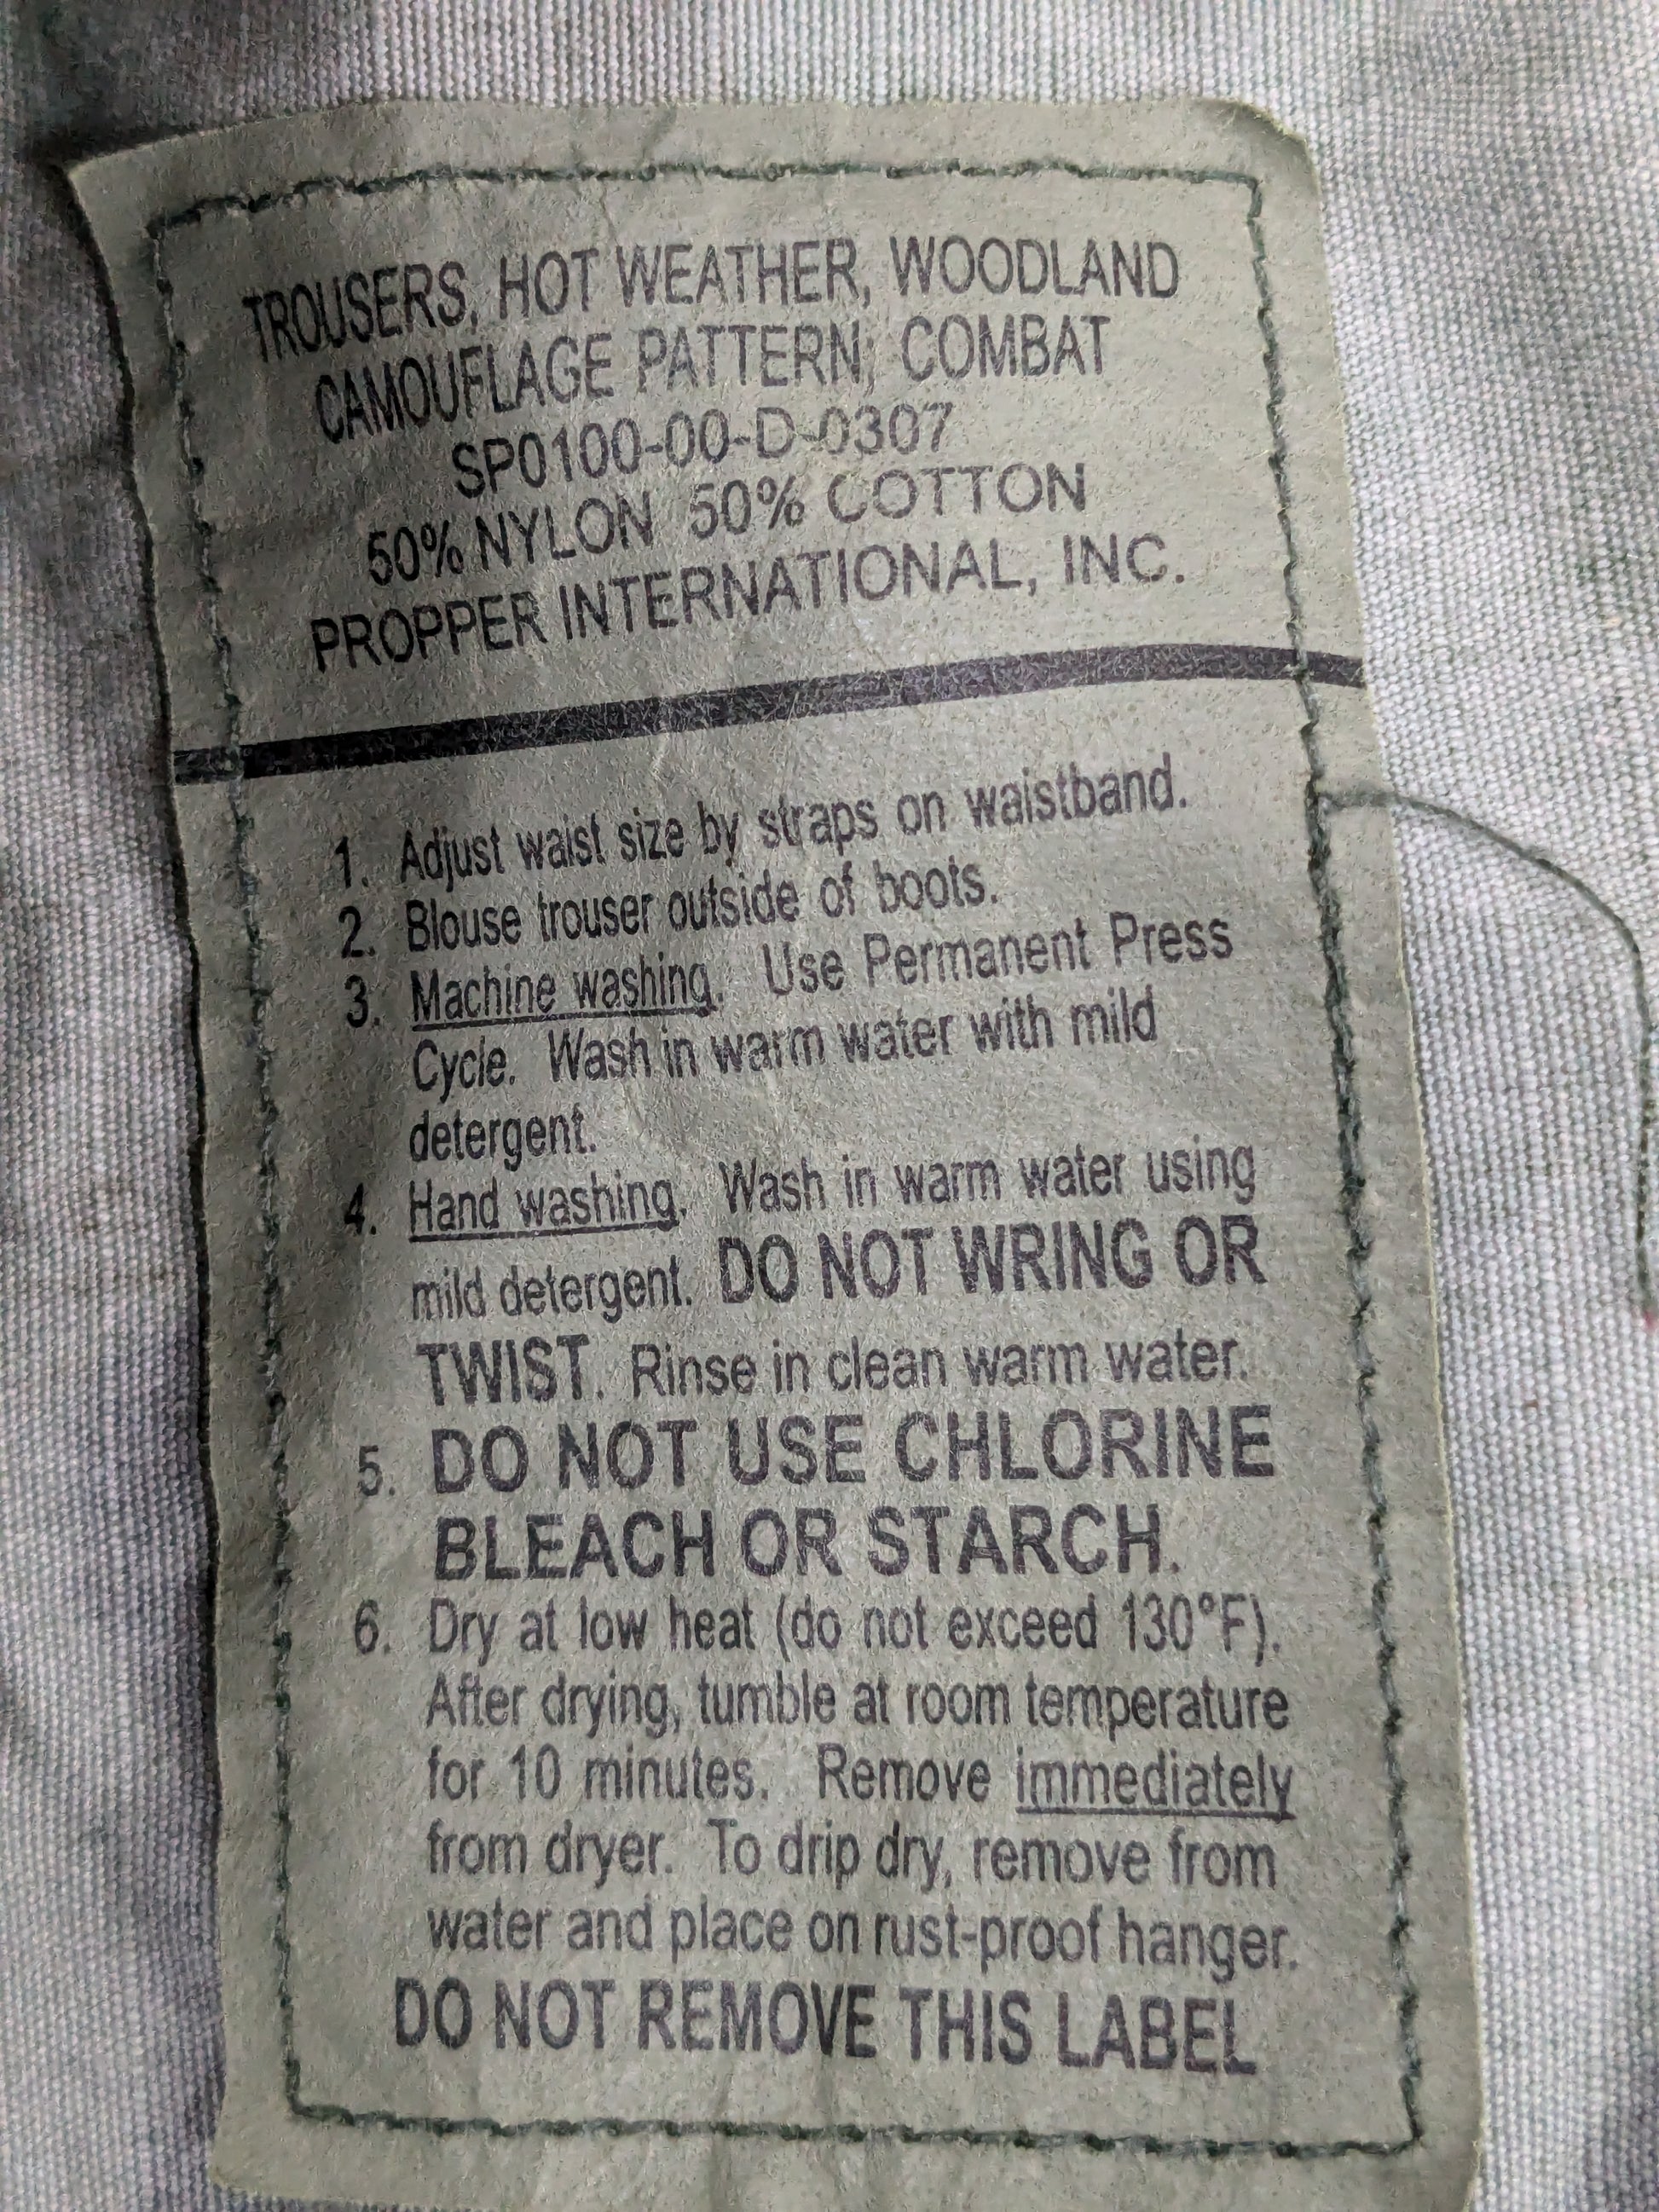 TROUSERS, HOT WEATHER, WOODLAND
CAMOUFLAGE PATTERN, COMBAT
SP0100-00-D-0307
50% NYLON 50% COTTON
PROPPER INTERNATIONAL, INC.
1. Adjust waist size by straps on waistband.
2. Blouse trouser outside of boots.
3. Machine washing. Use Permanent Press
Cycle. Wash in warm water with mild
detergent.
4. Hand washing. Wash in warm water using
mild detergent. DO NOT WRING OR
TWIST. Rinse in clean warm water.
5. DO NOT USE CHLORINE
BLEACH OR STARCH.
6. Dry at low heat (do not exceed 130°F).
After drying, tumble at room temperature
for 10 minutes. Remove immediately
from dryer. To drip dry, remove from
water and place on rust-proof hanger.
DO NOT REMOVE THIS LABEL